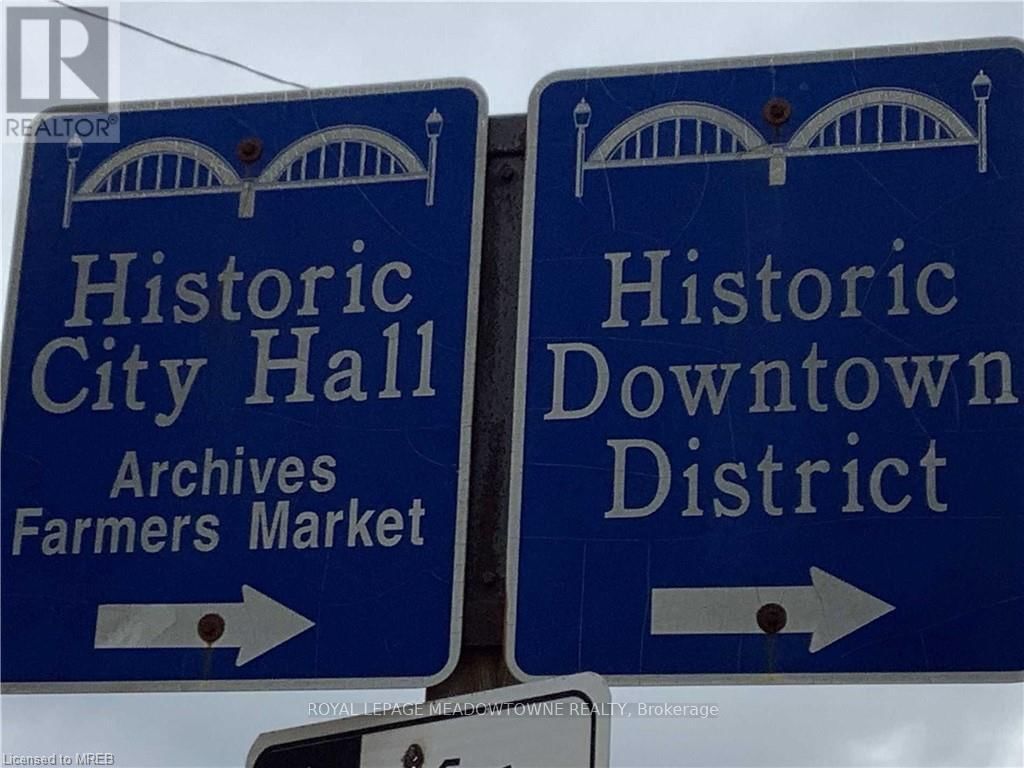 REALTOR®
Historic
City Hall
Archives
Farmers Market
Historic
Downtown
District
ROYAL LEPAGE MEADOWTOWNE REALTY, Brokerage
Licensed to MREB